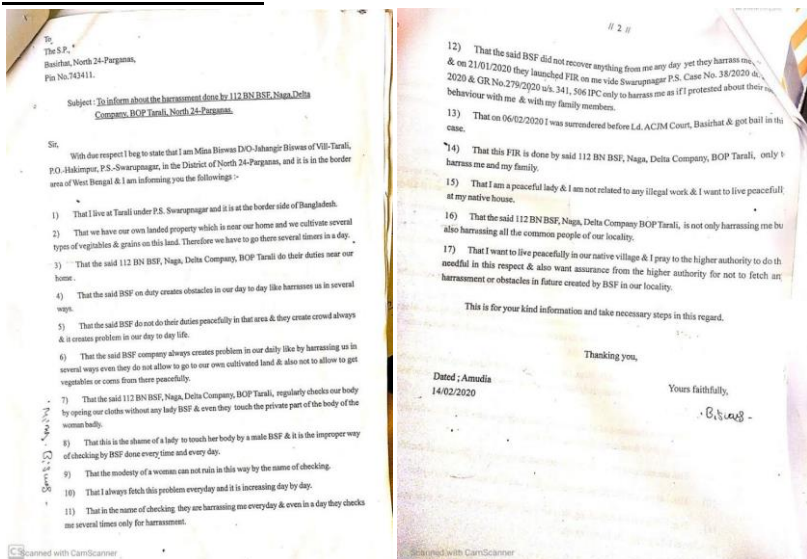 To,
The S.P.,
Basirhat, North 24-Parganas,
Pin No.743411.
Subject : To inform about the harrassment done by 112 BN BSF, Naga,Delta
Company, BOP Tarali, North 24-Parganas.
Sir,
With due respect I beg to state that I am Mina Biswas D/O-Jahangir Biswas of Vill-Tarali,
P.O.-Hakimpur, P.S.-Swarupnagar, in the District of North 24-Parganas, and it is in the border
area of West Bengal & I am informing you the followings :-
1) That I live at Tarali under P.S. Swarupnagar and it is at the border side of Bangladesh.
2) That we have our own landed property which is near our home and we cultivate several
types of vegitables & grains on this land. Therefore we have to go there several timers in a day.
3) That the said 112 BN BSF, Naga, Delta Company, BOP Tarali do their duties near our
home .
4) That the said BSF on duty creates obstacles in our day to day like harrasses us in several
ways.
5) That the said BSF do not do their duties peacefully in that area & they create crowd always
& it creates problem in our day to day life.
6) That the said BSF company always creates problem in our daily like by harrasing us in
several ways even they do not allow to go to our own cultivated land & also not to allow to get
vegetables or corns from there peacefully.
7) That the said 112 BN BSF, Naga, Delta Company, BOP Tarali, regularly checks our body
by opeing our cloths without any lady BSF & even they touch the private part of the body of the
woman badly.
8) That this is the shame of a lady to touch her body by a male BSF & it is the improper way
of checking by BSF done every time and every day.
9) That the modesty of a woman can not ruin in this way by the name of checking.
10) That I always fetch this problem everyday and it is increasing day by day.
11) That in the name of checking they are harrassing me everyday & even in a day they checks
me several times only for harrassment.
Biswas
CS Scanned with CamScanner
// 2 //
12) That the said BSF did not recover anything from me any day yet they harrass me
& on 21/01/2020 they launched FIR on me vide Swarupnagar P.S. Case No. 38/2020
2020 & GR No.279/2020 u/s. 341, 506 IPC only to harrass me as if I protested about their
behaviour with me & with my family members.
13) That on 06/02/2020 I was surrendered before Ld. ACJM Court, Basirhat & got bail in
case.
14) That this FIR is done by said 112 BN BSF, Naga, Delta Company, BOP Tarali, only
harrass me and my family.
15) That I am a peaceful lady & I am not related to any illegal work & I want to live peacefull
at my native house.
16) That the said 112 BN BSF, Naga, Delta Company BOP Tarali, is not only harrassing me bu
also harrassing all the common people of our locality.
17) That I want to live peacefully in our native village & I pray to the higher authority to do th
needful in this respect & also want assurance from the higher authority for not to fetch an
harrassment or obstacles in future created by BSF in our locality.
This is for your kind information and take necessary steps in this regard.
Thanking you,
Dated ; Amudia
14/02/2020
Yours faithfully,
Biswas
Scanned with CamScanner